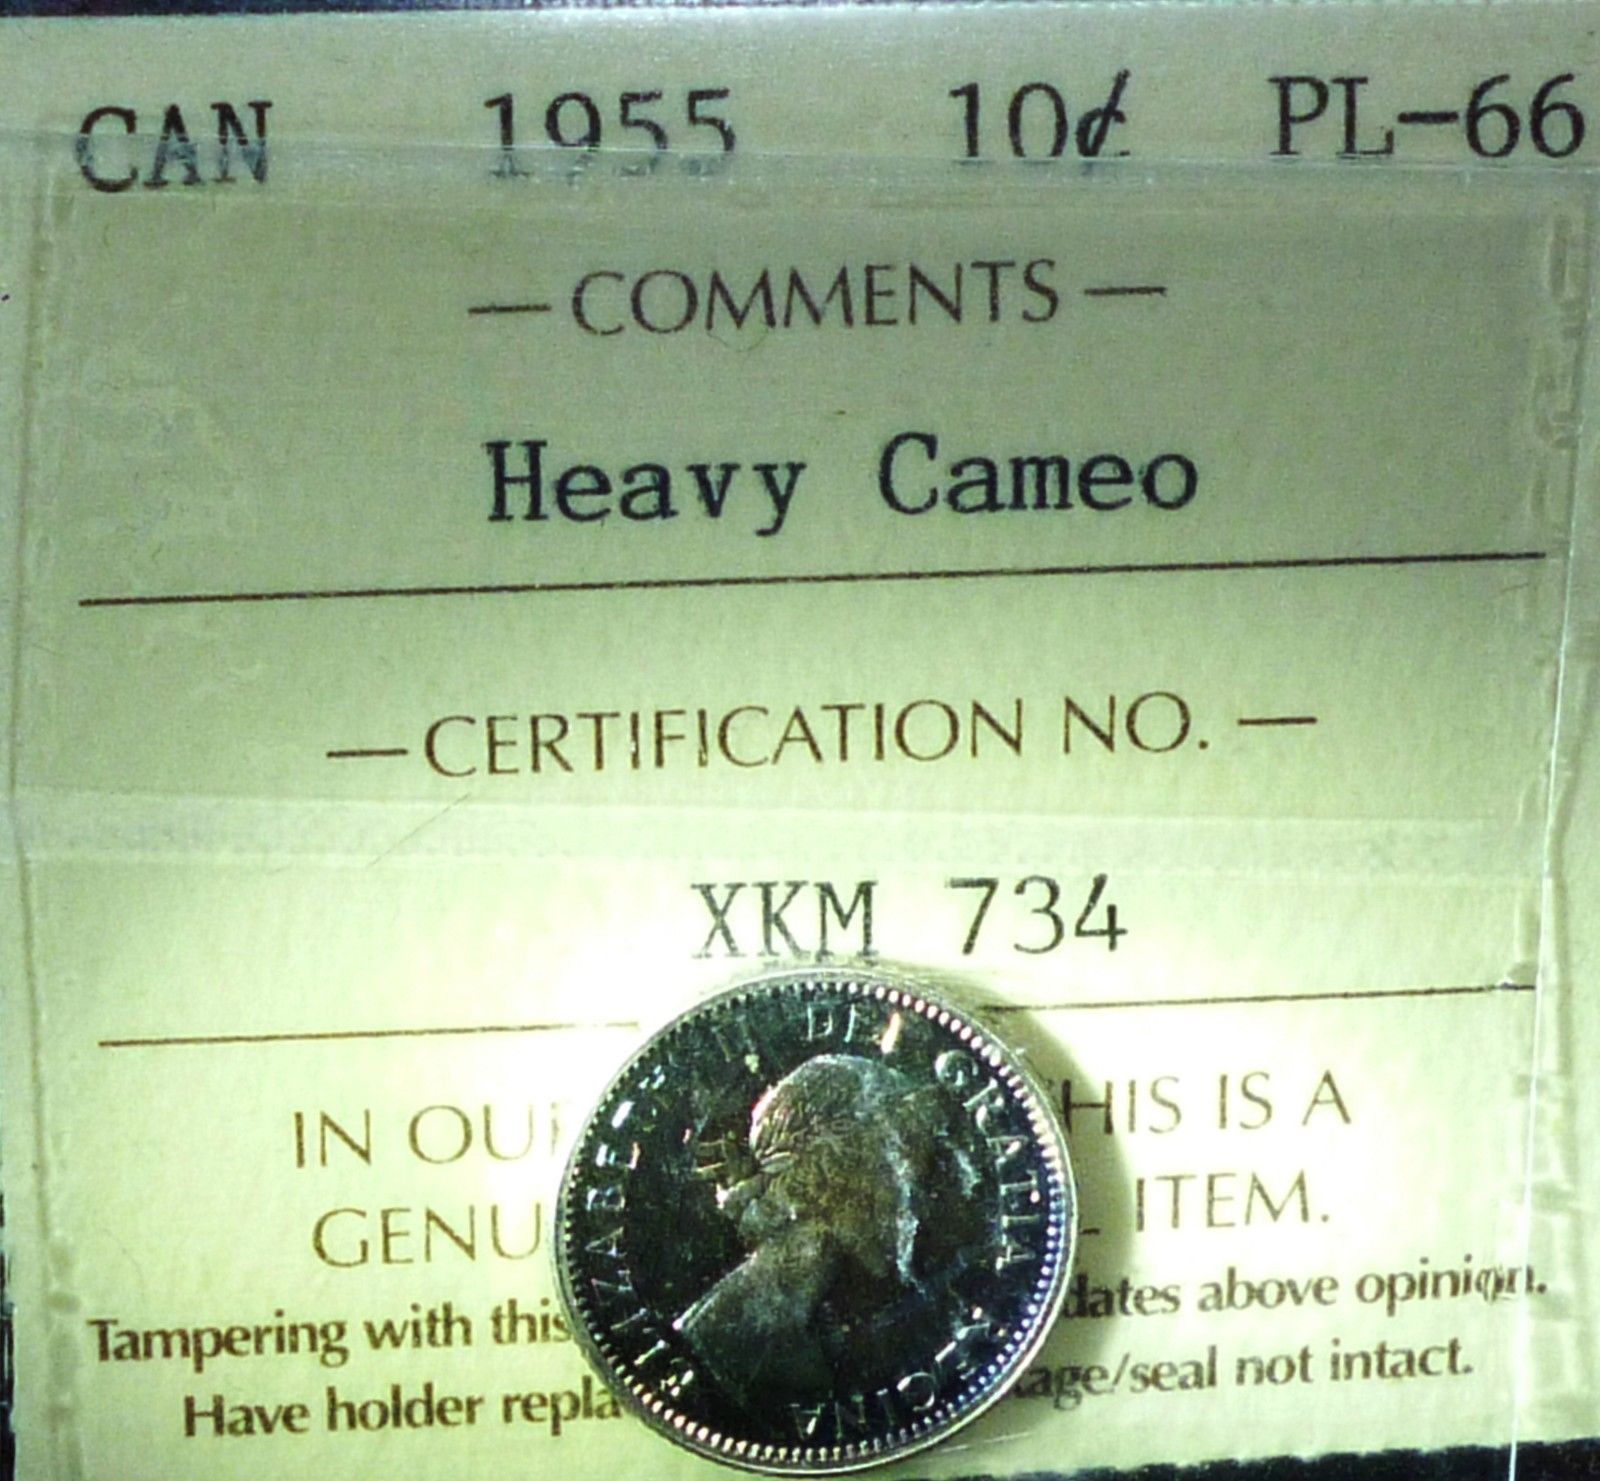 CAN 1955 10¢ PL-66
— COMMENTS —
Heavy Cameo
— CERTIFICATION NO. —
XKM 734
IN OU HIS IS A
GENU ITEM.
Tampering with this dates above opinion.
Have holder repla kage/seal not intact.
ELIZABETH II DEI GRATIA REGINA